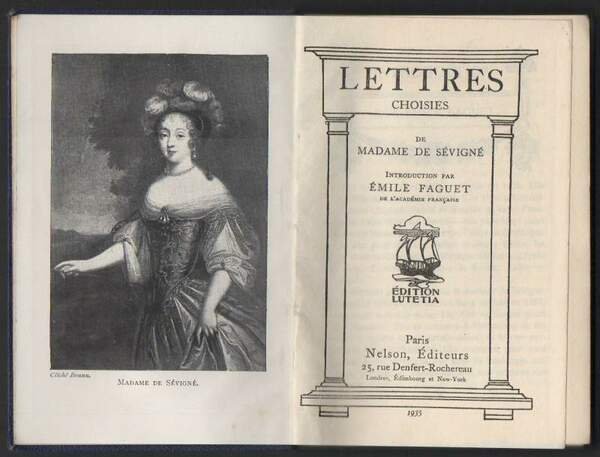 Cliché Braun.
MADAME DE SÉVIGNÉ.
LETTRES
CHOISIES
DE
MADAME DE SÉVIGNÉ
INTRODUCTION PAR
ÉMILE FAGUET
DE L'ACADÉMIE FRANÇAISE
ÉDITION
LUTETIA
Paris
Nelson, Éditeurs
25, rue Denfert-Rochereau
Londres, Édimbourg et New-York
1935